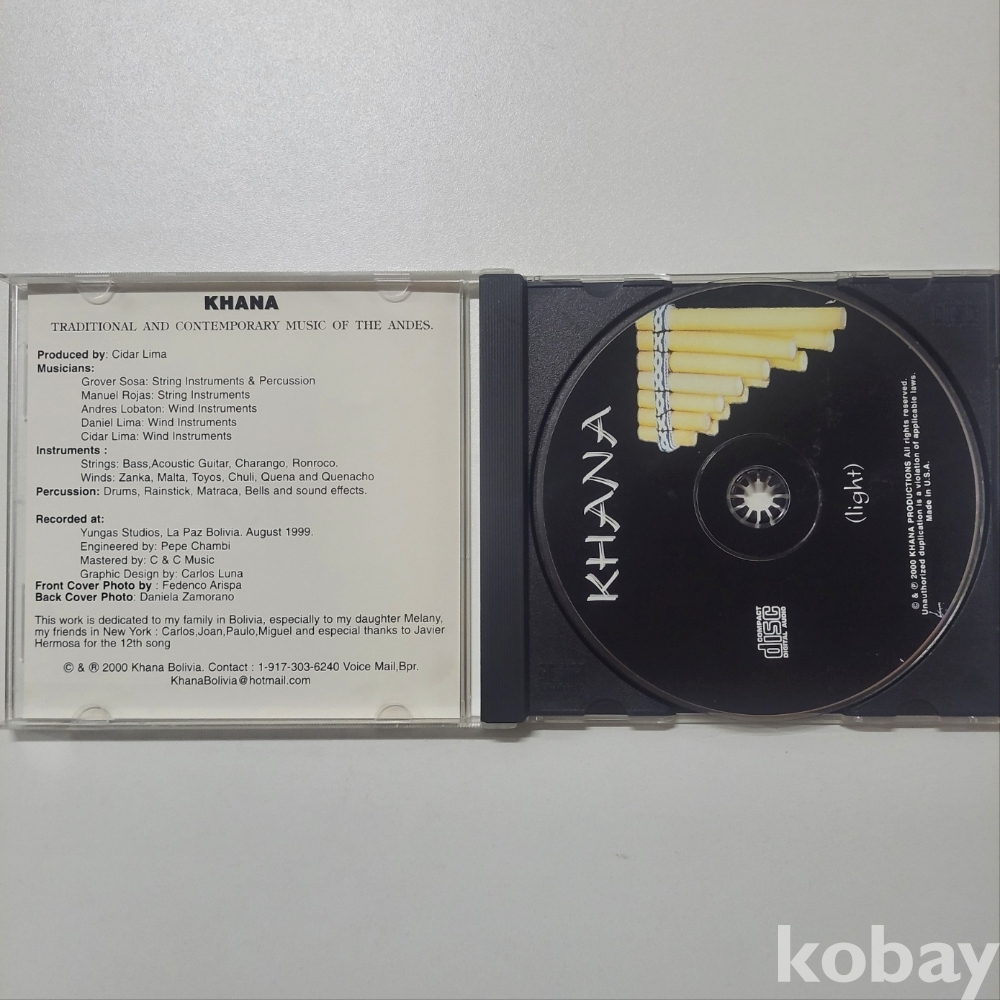 KHANA
TRADITIONAL AND CONTEMPORARY MUSIC OF THE ANDES.
Produced by: Cidar Lima
Musicians:
Grover Sosa: String Instruments & Percussion
Manuel Rojas: String Instruments
Andres Lobaton: Wind Instruments
Daniel Lima: Wind Instruments
Cidar Lima: Wind Instruments
Instruments :
Strings: Bass,Acoustic Guitar, Charango, Ronroco.
Winds: Zanka, Malta, Toyos, Chuli, Quena and Quenacho
Percussion: Drums, Rainstick, Matraca, Bells and sound effects.
Recorded at:
Yungas Studios, La Paz Bolivia. August 1999.
Engineered by: Pepe Chambi
Mastered by: C & C Music
Graphic Design by: Carlos Luna
Front Cover Photo by : Fedenco Arispa
Back Cover Photo: Daniela Zamorano
This work is dedicated to my family in Bolivia, especially to my daughter Melany,
my friends in New York : Carlos,Joan,Paulo,Miguel and especial thanks to Javier
Hermosa for the 12th song
© & ℗ 2000 Khana Bolivia. Contact : 1-917-303-6240 Voice Mail,Bpr.
KhanaBolivia@hotmail.com
KHANA
(light)
COMPACT
disc
DIGITAL AUDIO
© & ℗ 2000 KHANA PRODUCTIONS All rights reserved.
Unauthorized duplication is a violation of applicable laws.
Made in U.S.A.
kobay